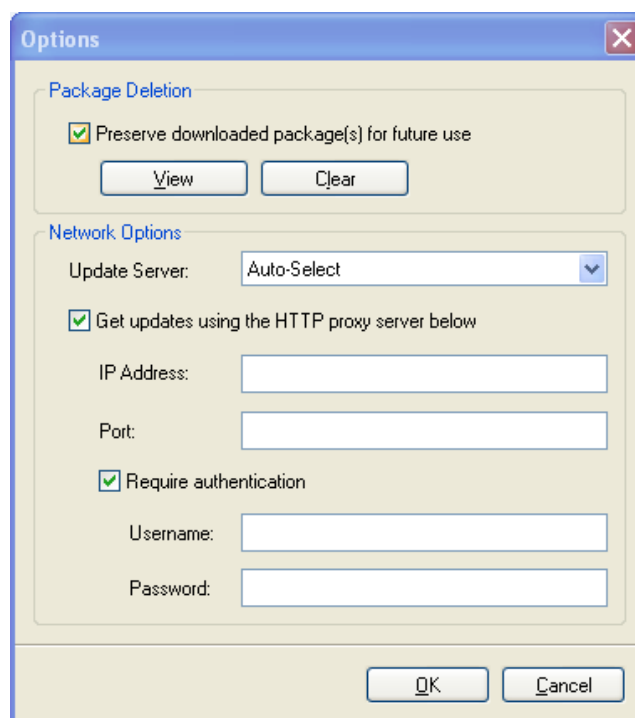 Options
Package Deletion
Preserve downloaded package(s) for future use
View Clear
Network Options
Update Server: Auto-Select
Get updates using the HTTP proxy server below
IP Address:
Port:
Require authentication
Username:
Password:
OK Cancel